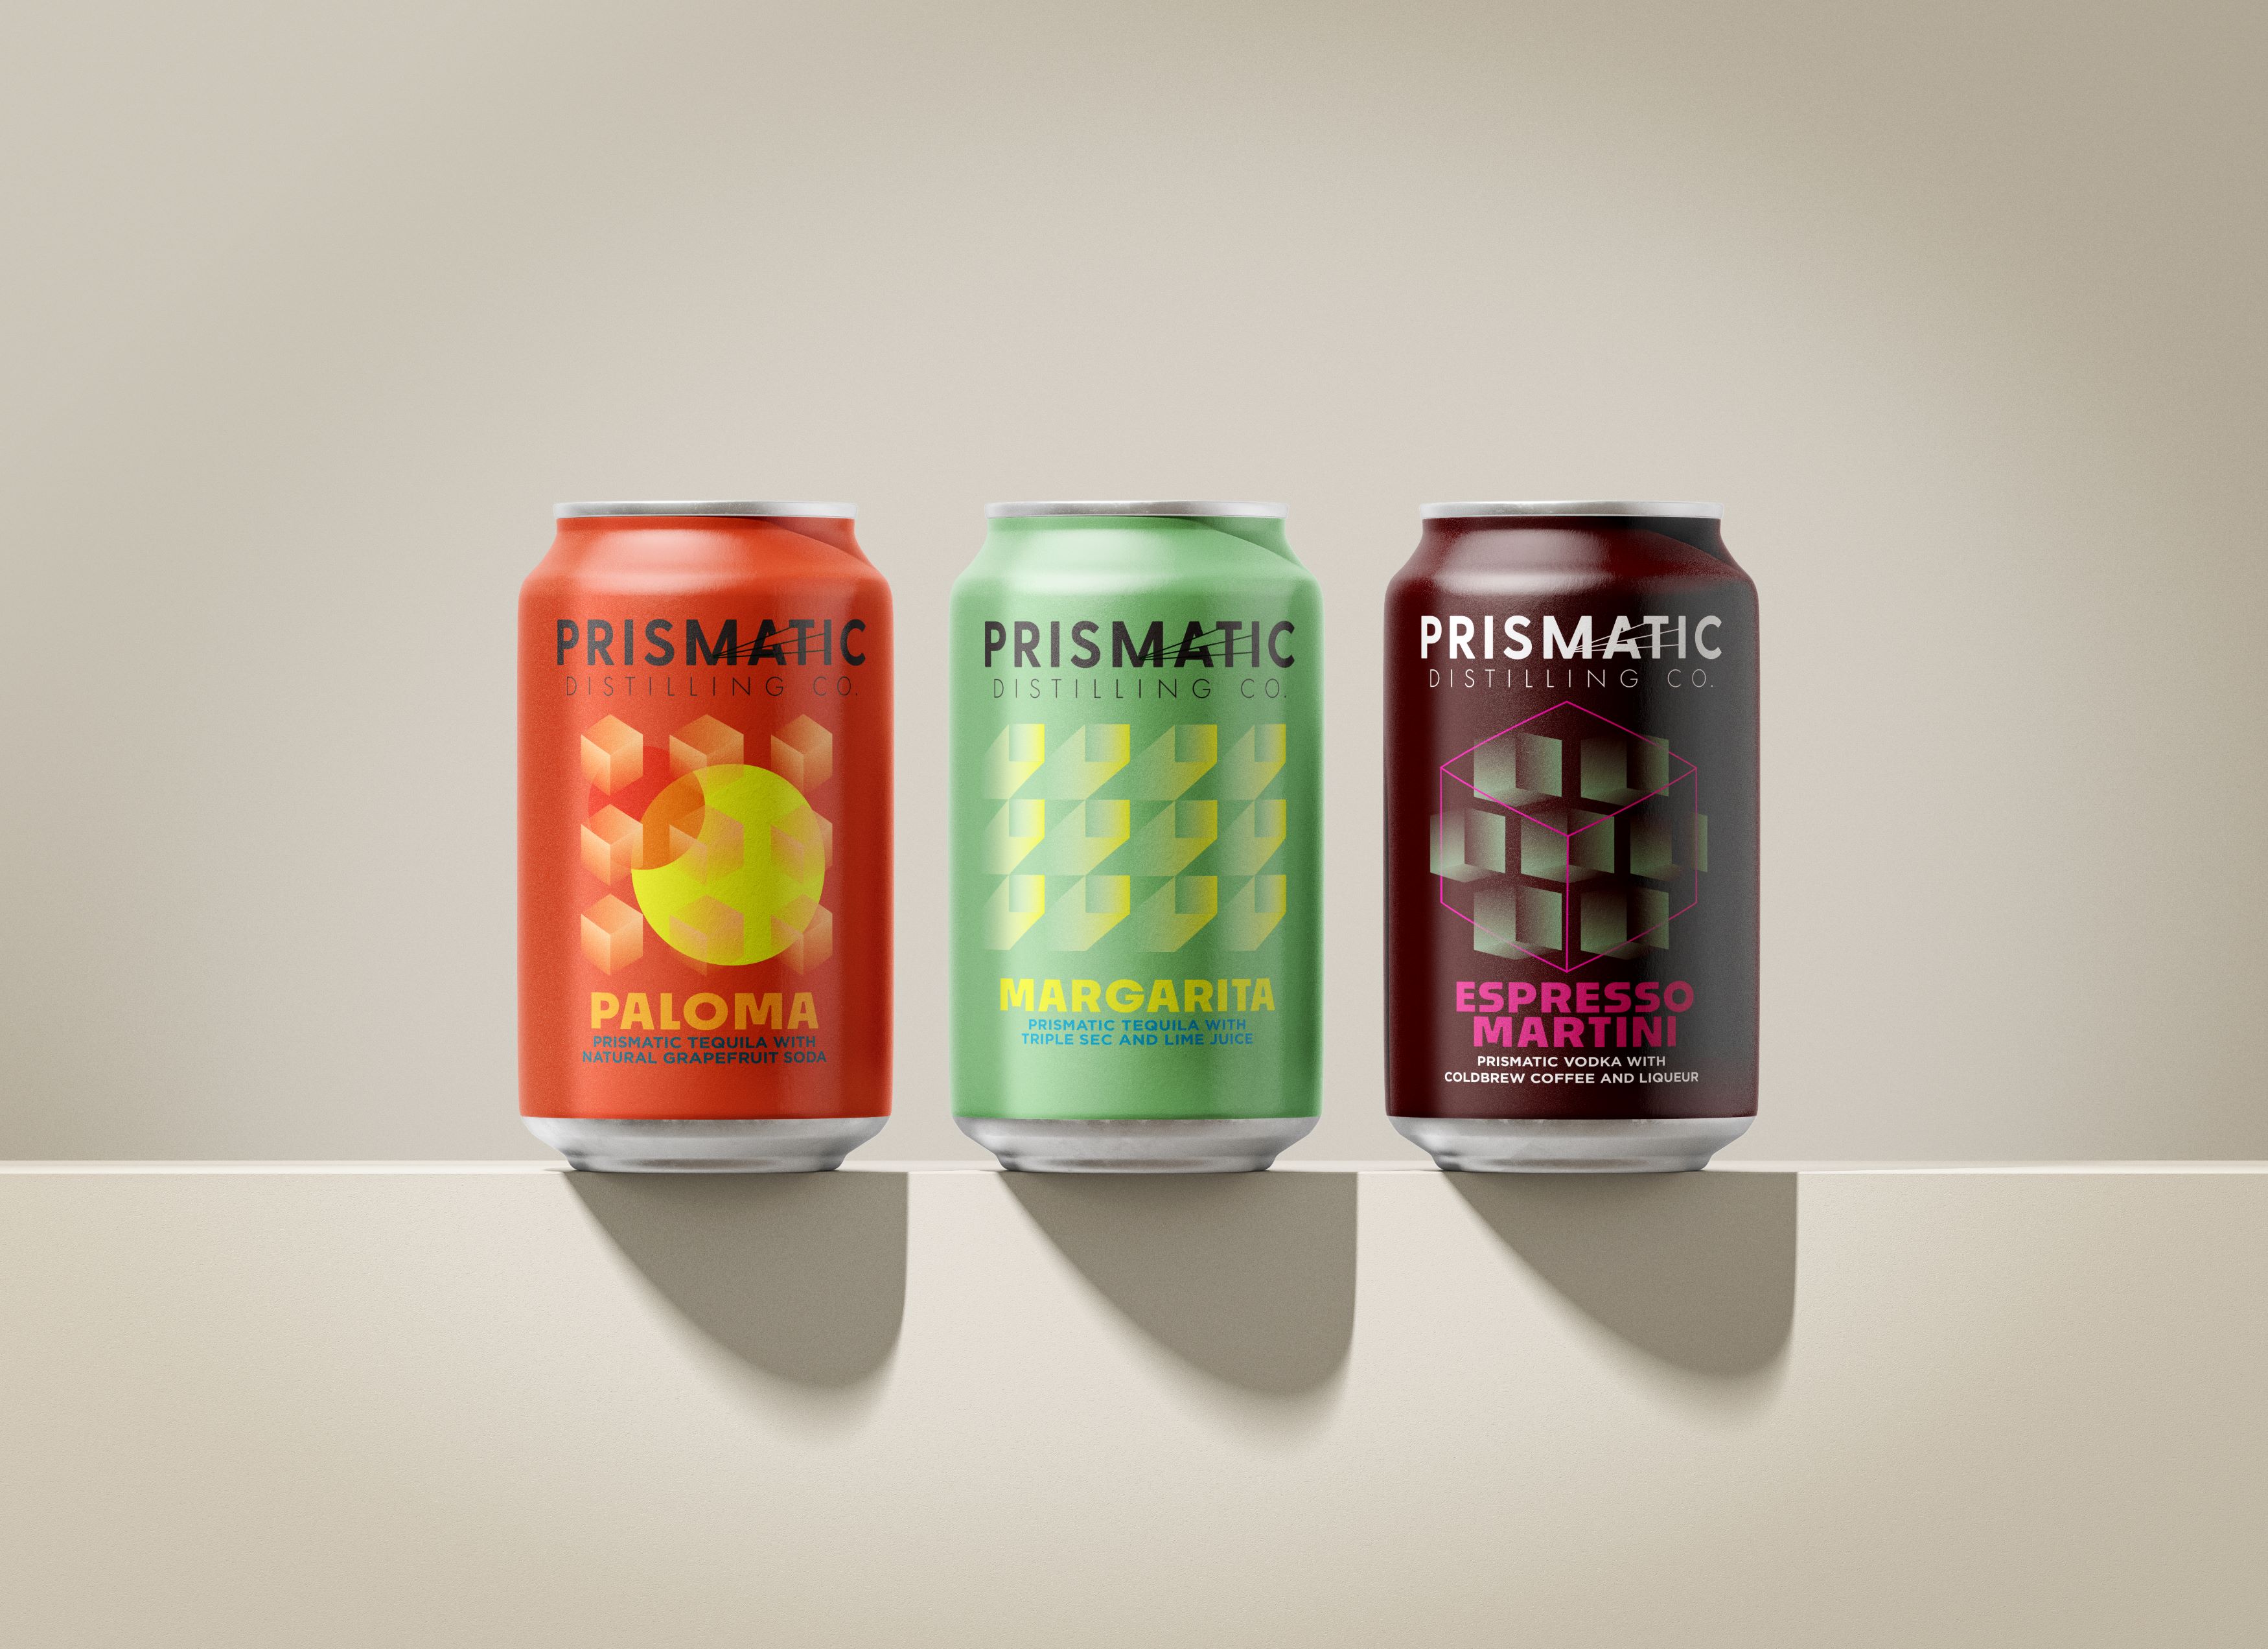 PRISMATIC
DISTILLING CO.
PALOMA
PRISMATIC TEQUILA WITH
NATURAL GRAPEFRUIT SODA
PRISMATIC
DISTILLING CO.
MARGARITA
PRISMATIC TEQUILA WITH
TRIPLE SEC AND LIME JUICE
PRISMATIC
DISTILLING CO.
ESPRESSO
MARTINI
PRISMATIC VODKA WITH
COLDBREW COFFEE AND LIQUEUR